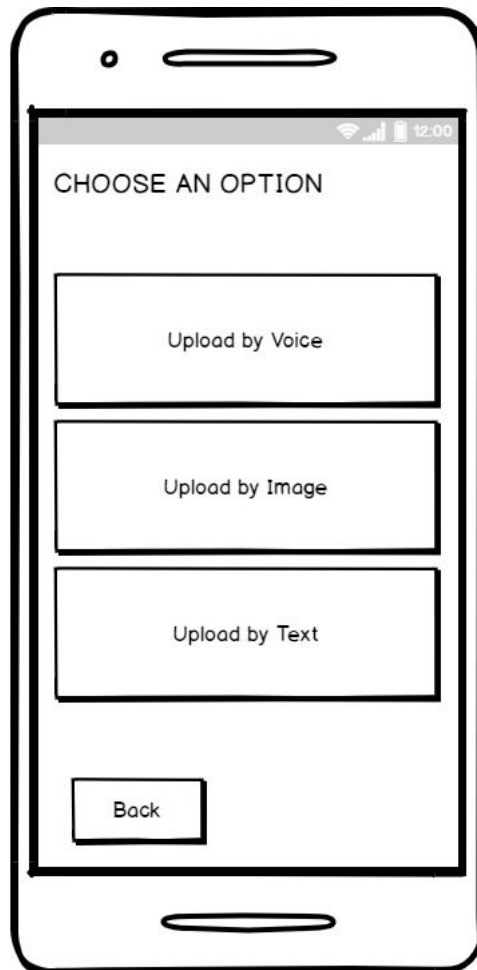 12:00
CHOOSE AN OPTION
Upload by Voice
Upload by Image
Upload by Text
Back